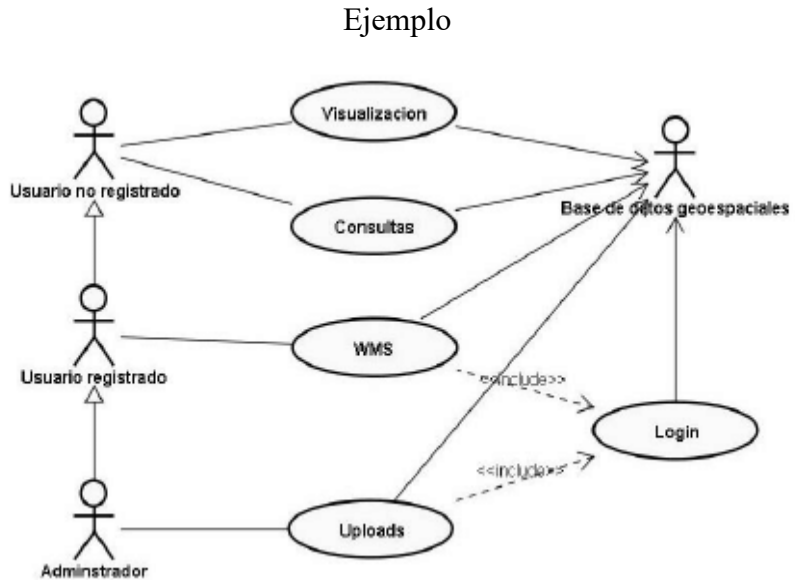 Ejemplo
Visualizacion
Usuario no registrado
Base de datos geoespaciales
Consultas
WMS
Usuario registrado
<<include>>
Login
<<include>>
Uploads
Adminstrador